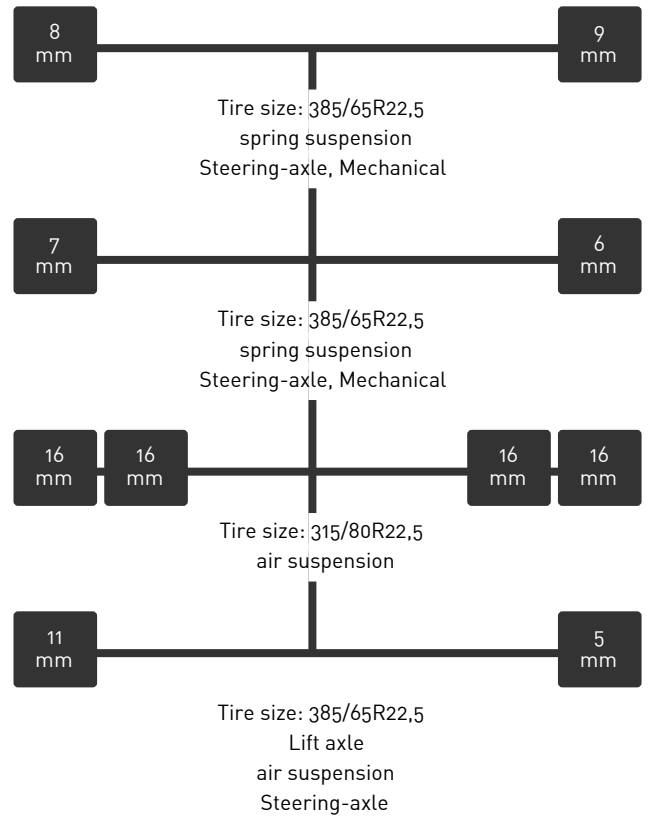 8
mm
9
mm
Tire size: 385/65R22,5
spring suspension
Steering-axle, Mechanical
7
mm
6
mm
Tire size: 385/65R22,5
spring suspension
Steering-axle, Mechanical
16
mm
16
mm
16
mm
16
mm
Tire size: 315/80R22,5
air suspension
11
mm
5
mm
Tire size: 385/65R22,5
Lift axle
air suspension
Steering-axle